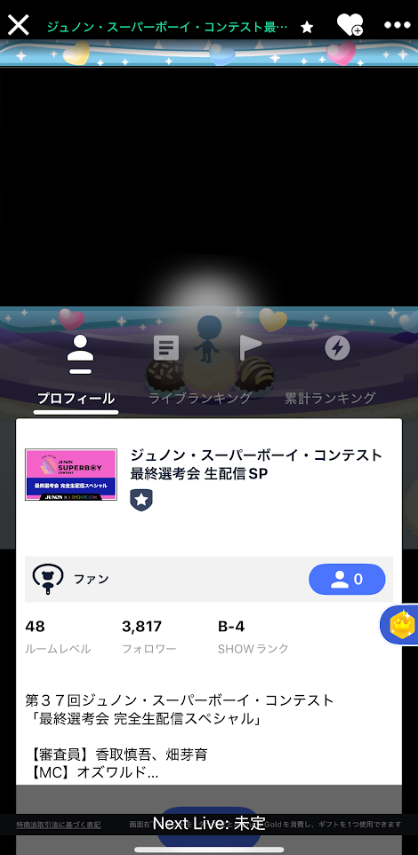 ジュノン・スーパーボーイ・コンテスト最…
プロフィール
ライブランキング
累計ランキング
JUNON
SUPERBOY
CONTEST
最終選考会 完全生配信スペシャル
JUNON × SHOWROOM
ジュノン・スーパーボーイ・コンテスト
最終選考会 生配信SP
ファン
0
48
3,817
B-4
ルームレベル
フォロワー
SHOWランク
第３７回ジュノン・スーパーボーイ・コンテスト
「最終選考会 完全生配信スペシャル」
【審査員】香取慎吾、畑芽育
【MC】オズワルド...
特商法取引法に基づく表記
画面右下
Next Live: 未定
Goldを消費し、ギフトを1つ使用できます